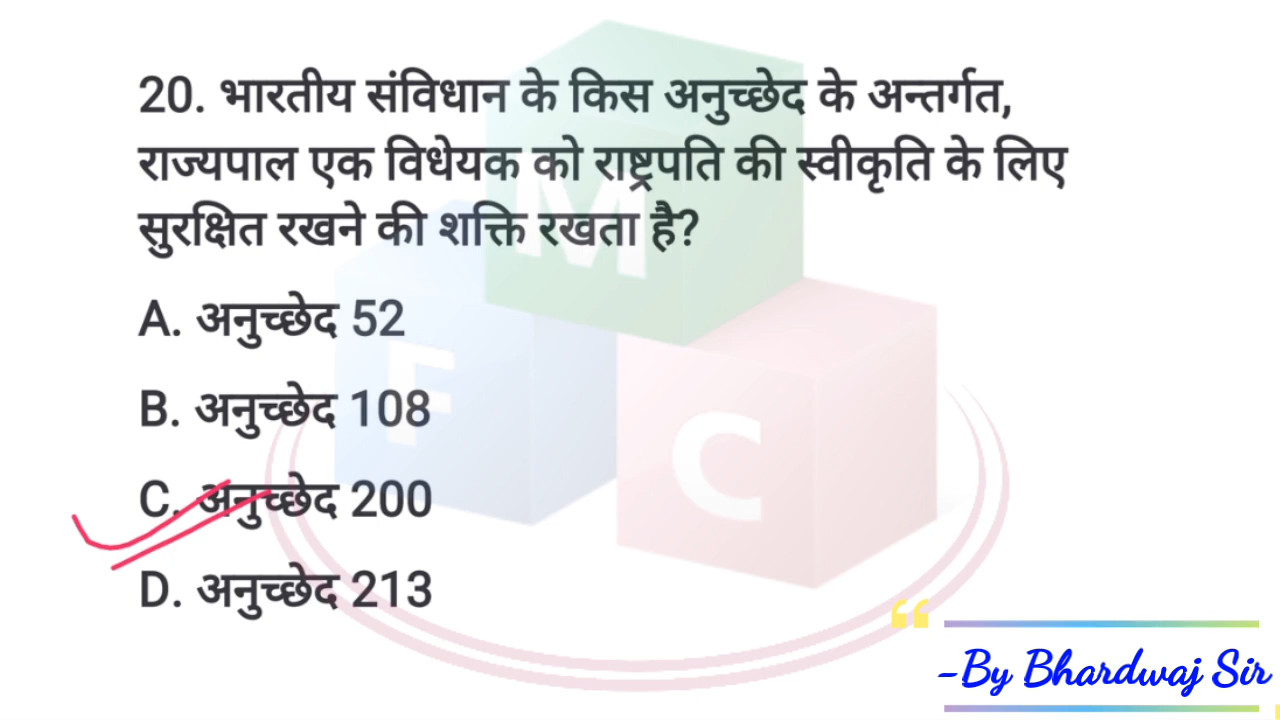 20. भारतीय संविधान के किस अनुच्छेद के अन्तर्गत,
राज्यपाल एक विधेयक को राष्ट्रपति की स्वीकृति के लिए
सुरक्षित रखने की शक्ति रखता है?
A. अनुच्छेद 52
B. अनुच्छेद 108
C. अनुच्छेद 200
D. अनुच्छेद 213
M
F
C
“
-By Bhardwaj Sir